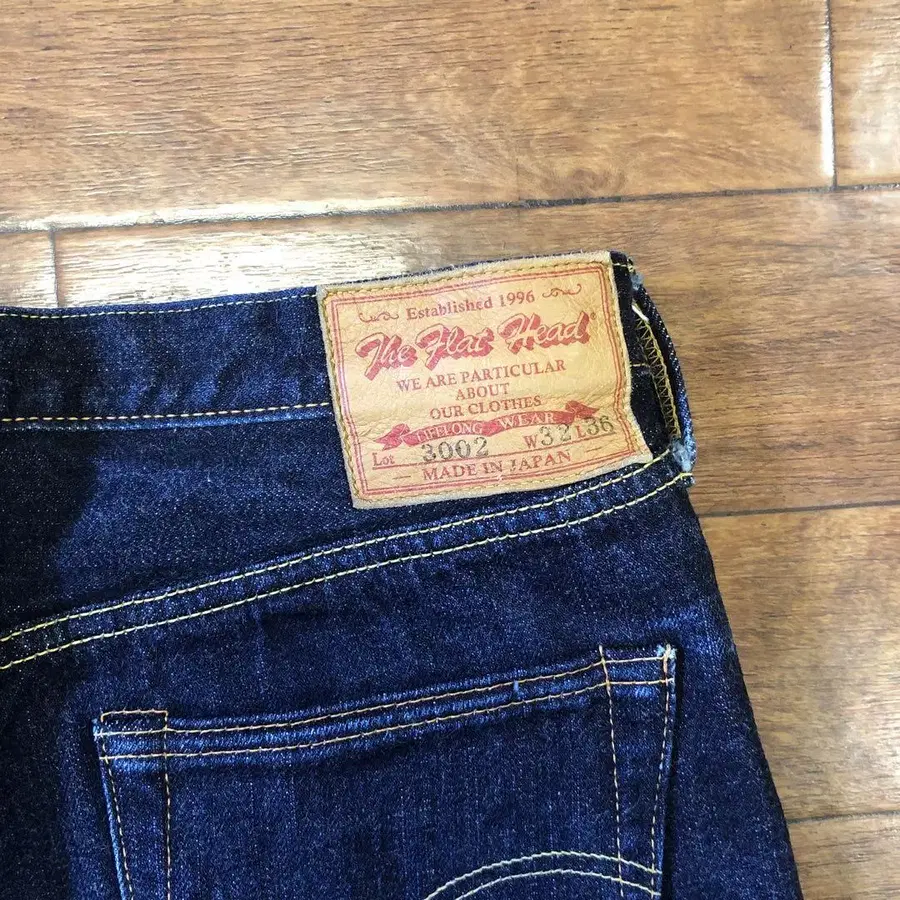 Established 1996
The Flat Head®
WE ARE PARTICULAR
ABOUT
OUR CLOTHES
LIFELONG WEAR
Lot 3002 W32 L36
— MADE IN JAPAN —